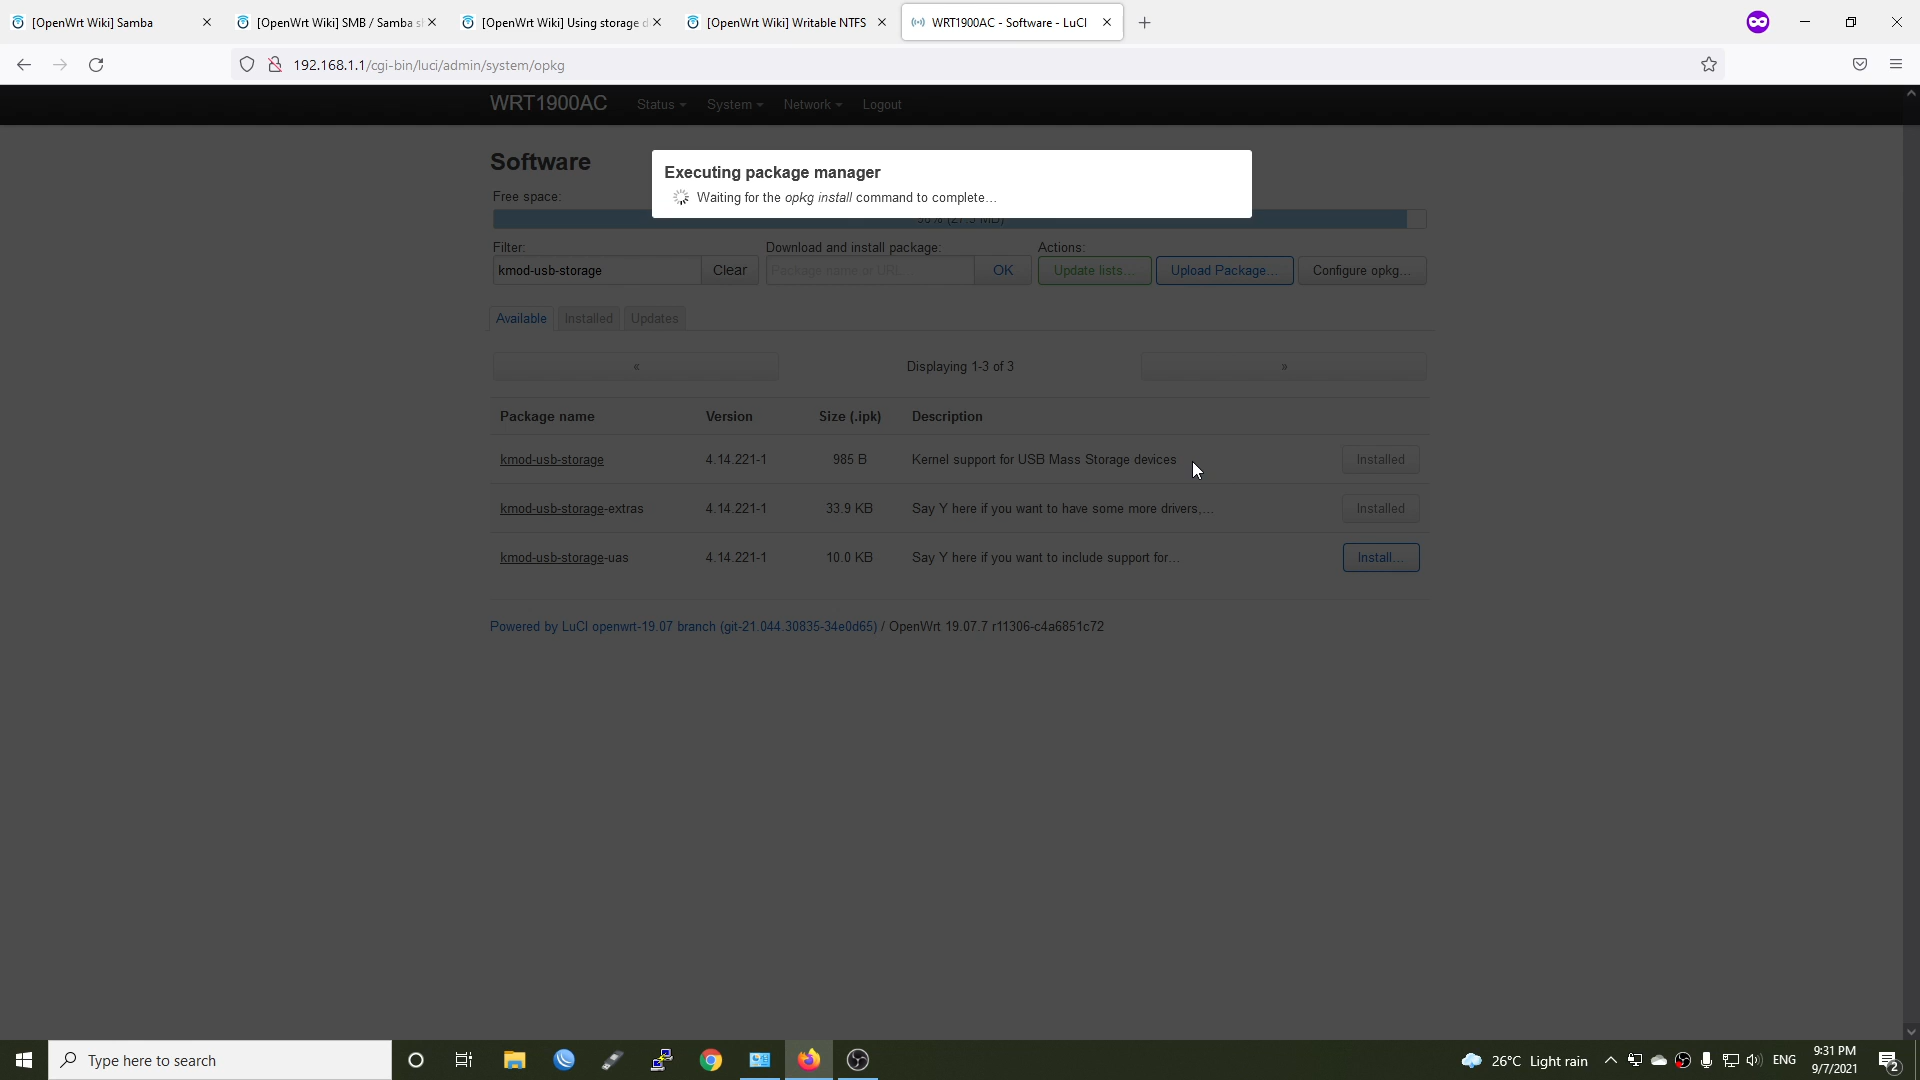 [OpenWrt Wiki] Samba
[OpenWrt Wiki] SMB / Samba s
[OpenWrt Wiki] Using storage d
[OpenWrt Wiki] Writable NTFS
WRT1900AC - Software - LuCI
192.168.1.1/cgi-bin/luci/admin/system/opkg
WRT1900AC Status System Network Logout
Software
Executing package manager
Waiting for the opkg install command to complete...
Free space:
Filter: Download and install package: Actions:
kmod-usb-storage Clear Package name or URL... OK Update lists... Upload Package... Configure opkg...
Available Installed Updates
« Displaying 1-3 of 3 »
Package name Version Size (.ipk) Description
kmod-usb-storage 4.14.221-1 985 B Kernel support for USB Mass Storage devices Installed
kmod-usb-storage-extras 4.14.221-1 33.9 KB Say Y here if you want to have some more drivers,... Installed
kmod-usb-storage-uas 4.14.221-1 10.0 KB Say Y here if you want to include support for... Install...
Powered by LuCI openwrt-19.07 branch (git-21.044.30835-34e0d65) / OpenWrt 19.07.7 r11306-c4a6851c72
Type here to search
26°C Light rain
ENG
9:31 PM
9/7/2021
2